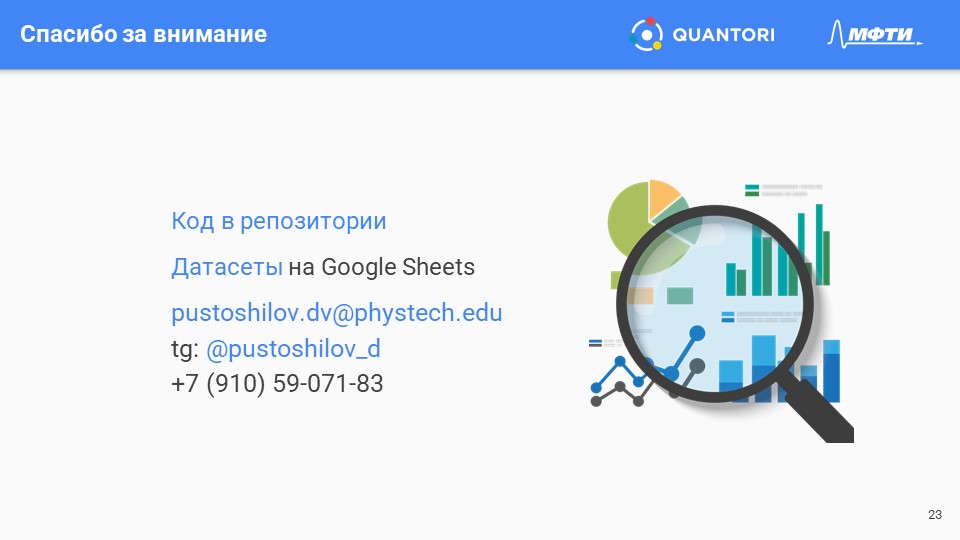 Спасибо за внимание
QUANTORI
МФТИ
Код в репозитории
Датасеты на Google Sheets
pustoshilov.dv@phystech.edu
tg: @pustoshilov_d
+7 (910) 59-071-83
23